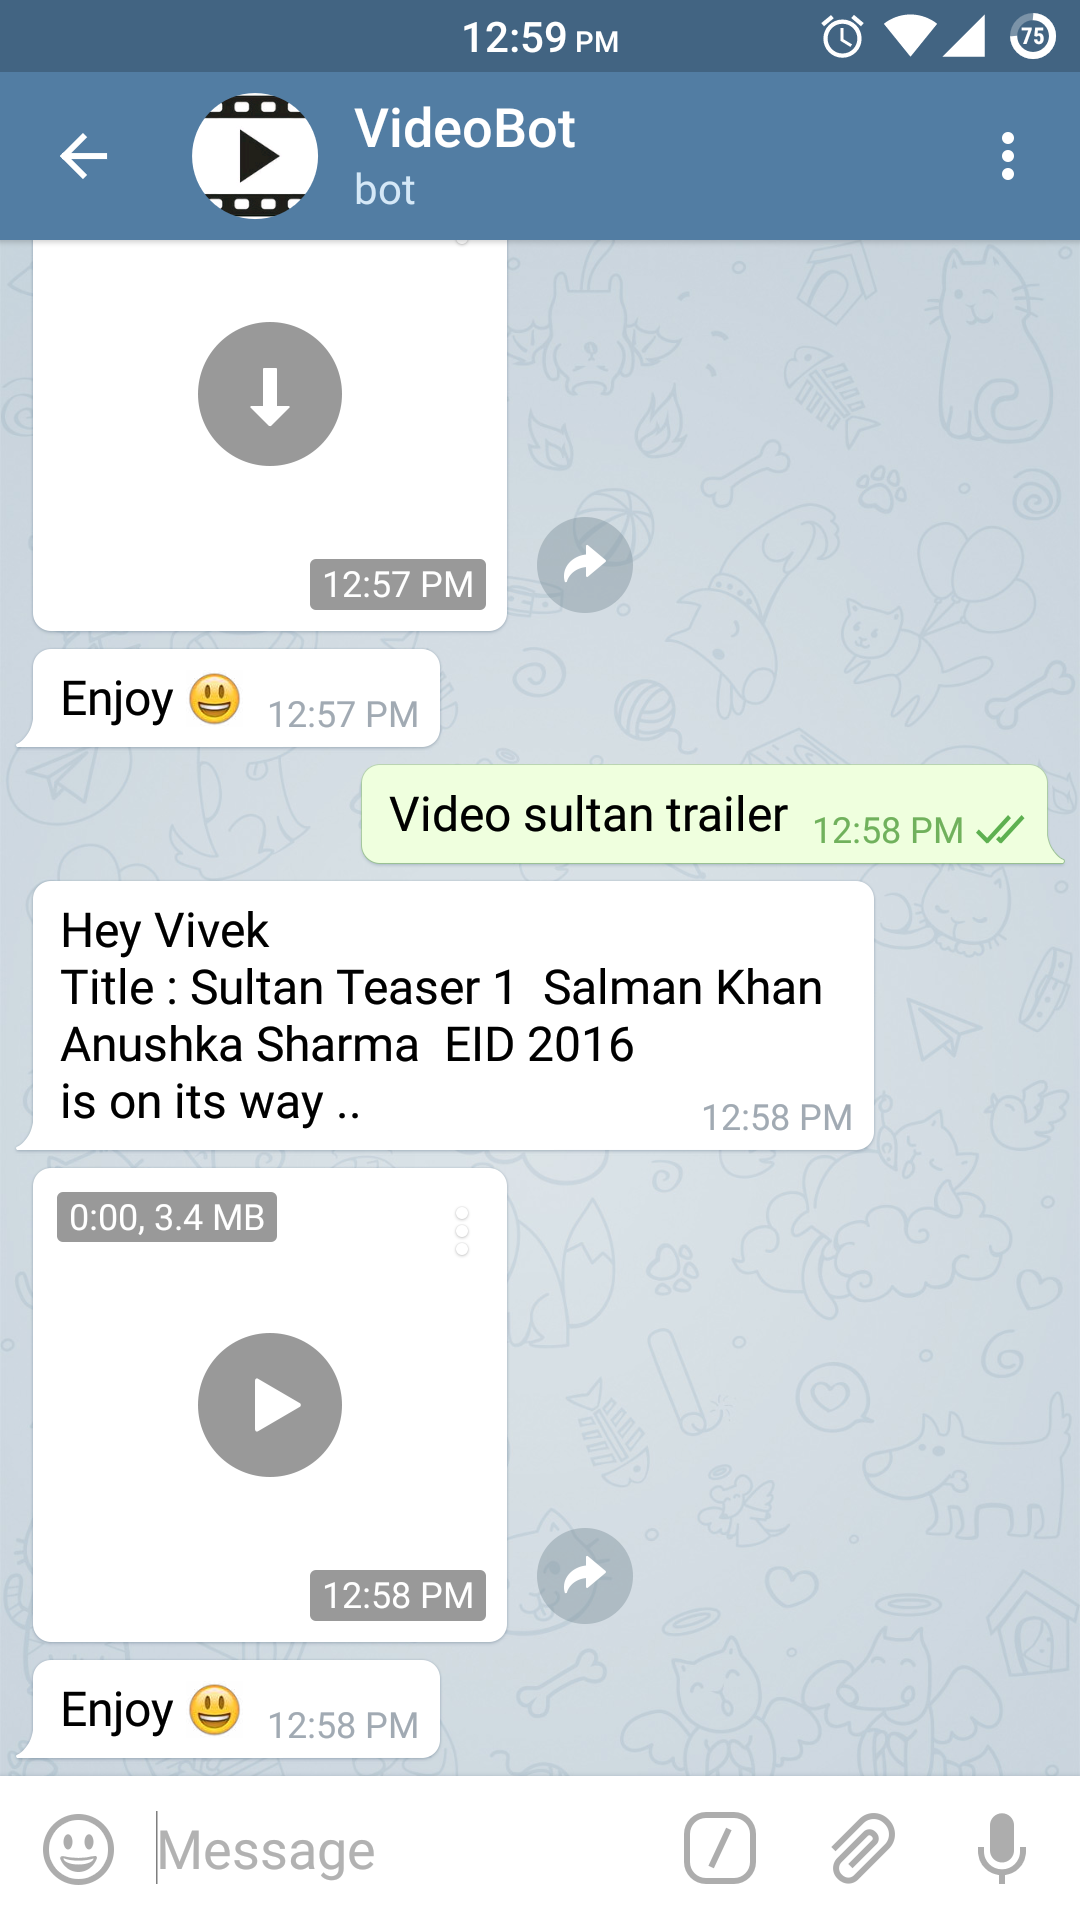 12:59 PM
75
VideoBot
bot
12:57 PM
Enjoy 😃 12:57 PM
Video sultan trailer 12:58 PM
Hey Vivek
Title : Sultan Teaser 1  Salman Khan
Anushka Sharma  EID 2016
is on its way ..
12:58 PM
0:00, 3.4 MB
12:58 PM
Enjoy 😃 12:58 PM
Message